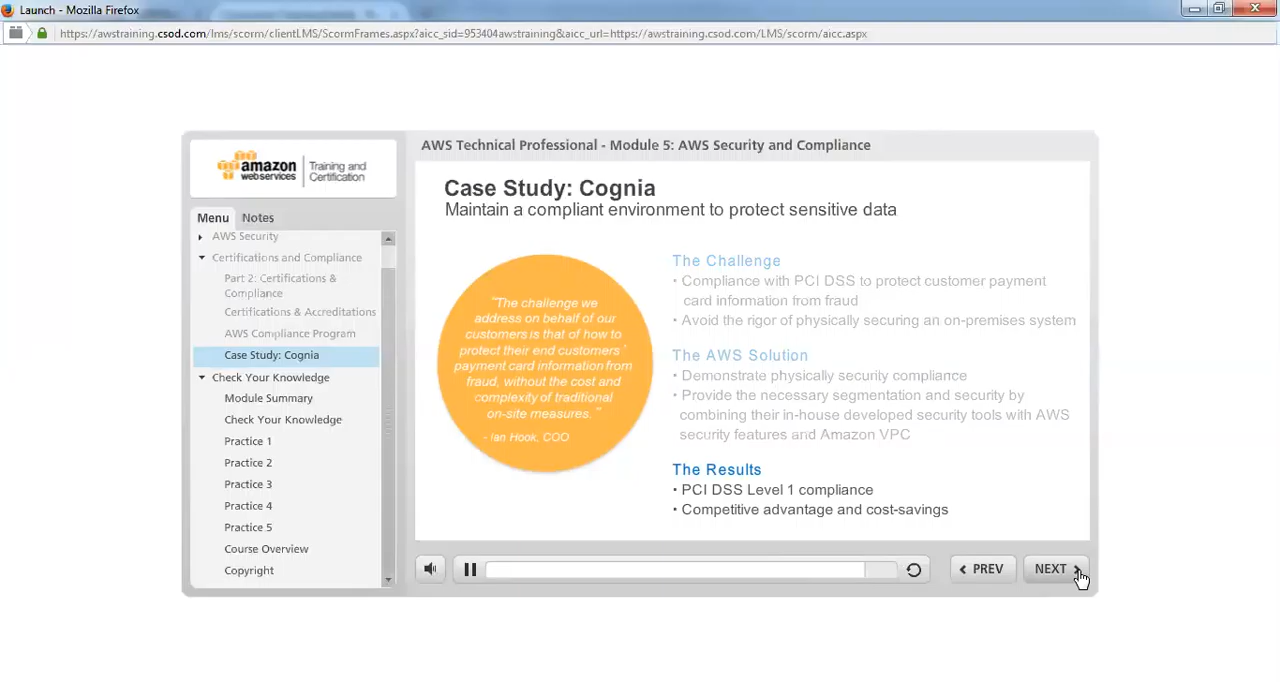 Launch - Mozilla Firefox
https://awstraining.csod.com/lms/scorm/clientLMS/ScormFrames.aspx?aicc_sid=953404awstraining&aicc_url=https://awstraining.csod.com/LMS/scorm/aicc.aspx
amazon
webservices
Training and
Certification
AWS Technical Professional - Module 5: AWS Security and Compliance
Menu
Notes
AWS Security
Certifications and Compliance
Part 2: Certifications &
Compliance
Certifications & Accreditations
AWS Compliance Program
Case Study: Cognia
Check Your Knowledge
Module Summary
Check Your Knowledge
Practice 1
Practice 2
Practice 3
Practice 4
Practice 5
Course Overview
Copyright
Case Study: Cognia
Maintain a compliant environment to protect sensitive data
"The challenge we
address on behalf of our
customers is that of how to
protect their end customers'
payment card information from
fraud, without the cost and
complexity of traditional
on-site measures."
- Ian Hook, COO
The Challenge
• Compliance with PCI DSS to protect customer payment
card information from fraud
• Avoid the rigor of physically securing an on-premises system
The AWS Solution
• Demonstrate physically security compliance
• Provide the necessary segmentation and security by
combining their in-house developed security tools with AWS
security features and Amazon VPC
The Results
• PCI DSS Level 1 compliance
• Competitive advantage and cost-savings
PREV
NEXT